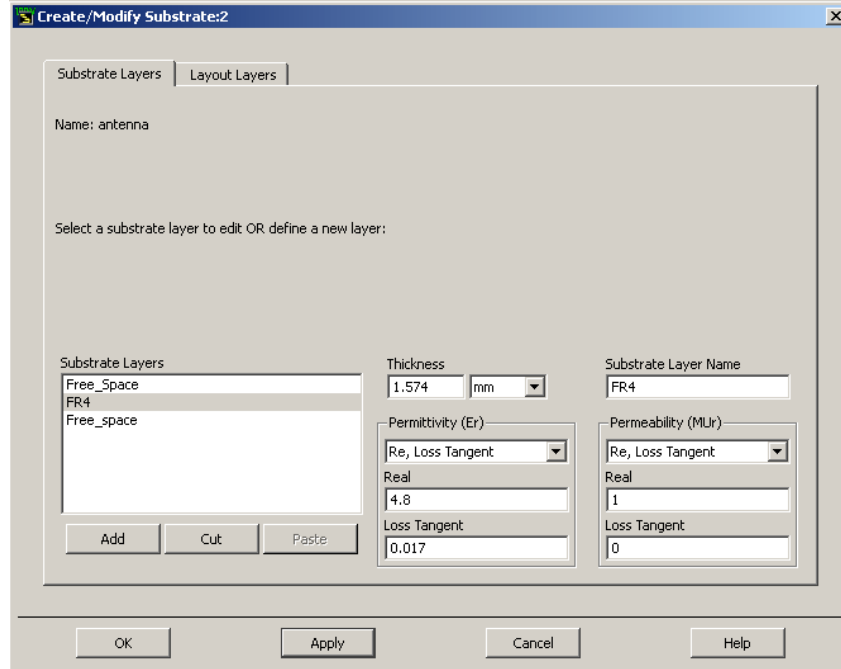 Create/Modify Substrate:2
Substrate Layers
Layout Layers
Name: antenna
Select a substrate layer to edit OR define a new layer:
Substrate Layers
Free_Space
FR4
Free_space
Add
Cut
Paste
Thickness
1.574
mm
Substrate Layer Name
FR4
Permittivity (Er)
Re, Loss Tangent
Real
4.8
Loss Tangent
0.017
Permeability (MUr)
Re, Loss Tangent
Real
1
Loss Tangent
0
OK
Apply
Cancel
Help